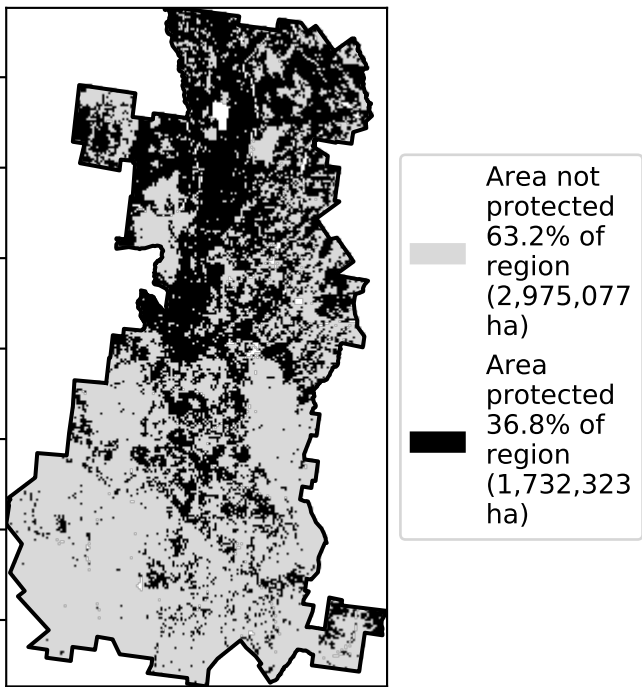 Area not
protected
63.2% of
region
(2,975,077
ha)
Area
protected
36.8% of
region
(1,732,323
ha)